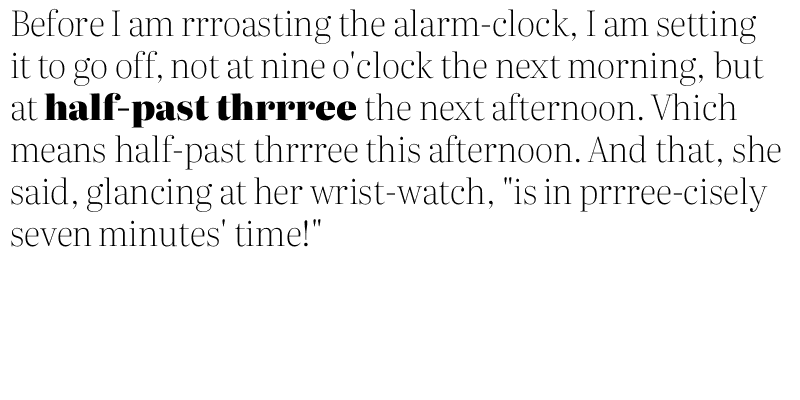 Before I am rrroasting the alarm-clock, I am setting
it to go off, not at nine o'clock the next morning, but
at half-past thrrree the next afternoon. Vhich
means half-past thrrree this afternoon. And that, she
said, glancing at her wrist-watch, "is in prrree-cisely
seven minutes' time!"